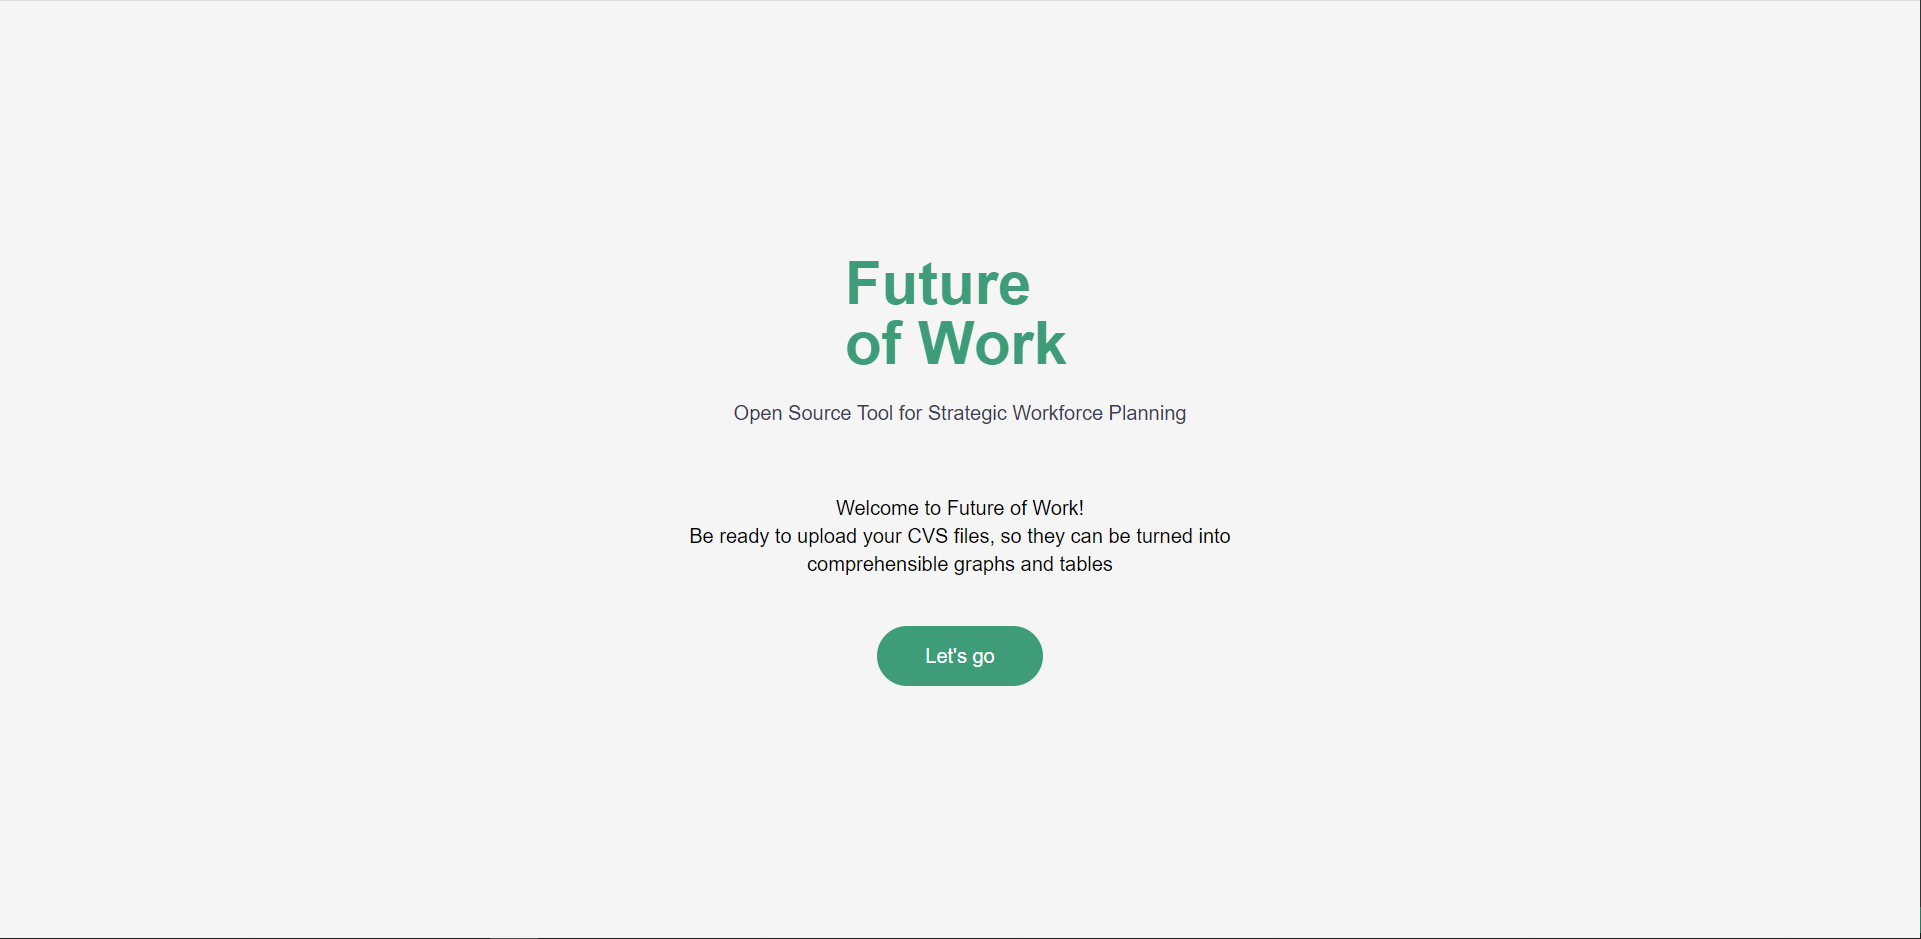 Future
of Work
Open Source Tool for Strategic Workforce Planning
Welcome to Future of Work!
Be ready to upload your CVS files, so they can be turned into
comprehensible graphs and tables
Let's go